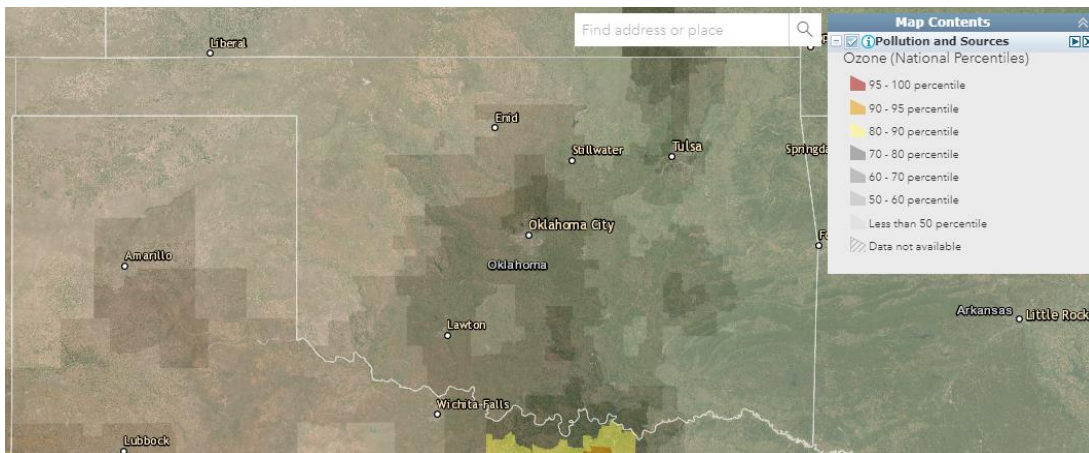 Find address or place
Map Contents
Pollution and Sources
Ozone (National Percentiles)
95 - 100 percentile
90 - 95 percentile
80 - 90 percentile
70 - 80 percentile
60 - 70 percentile
50 - 60 percentile
Less than 50 percentile
Data not available
Liberal
Enid
Stillwater
Tulsa
Oklahoma City
Oklahoma
Amarillo
Lawton
Arkansas
Little Rock
Wichita Falls
Lubbock